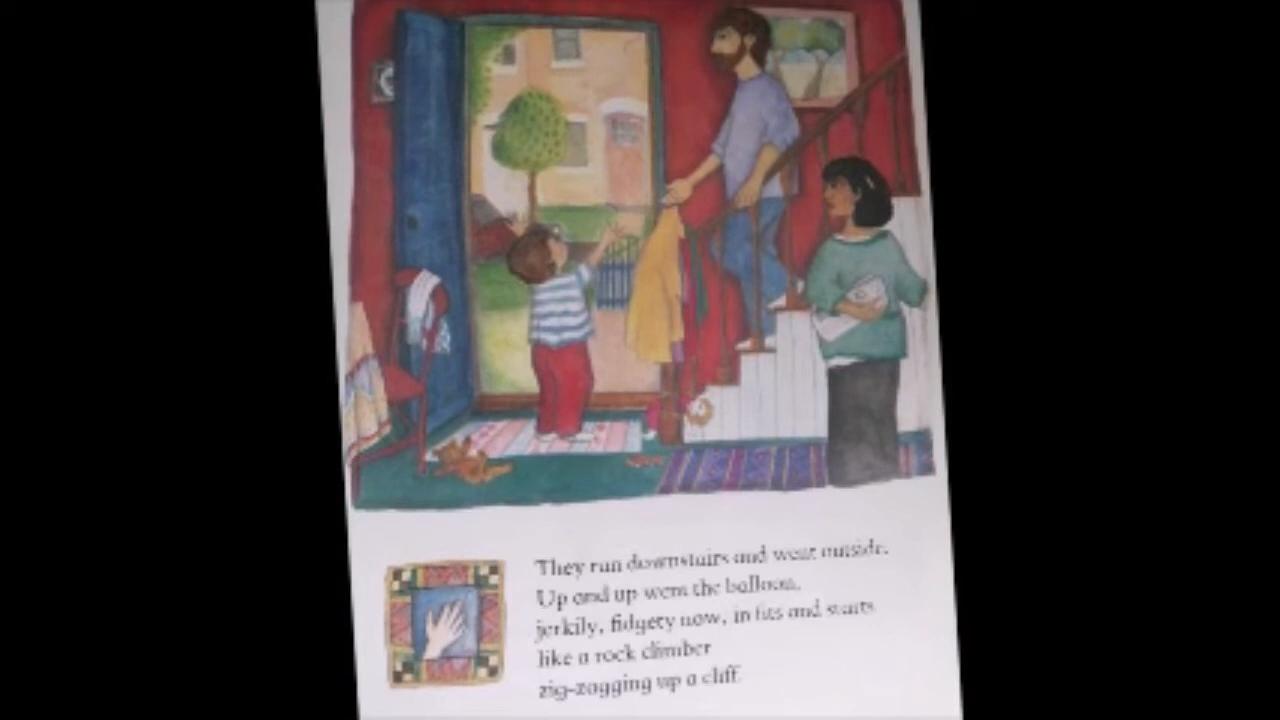 They run downstairs and went outside.
Up and up went the balloon,
jerkily, fidgety now, in fits and starts
like a rock climber
zig-zagging up a cliff.